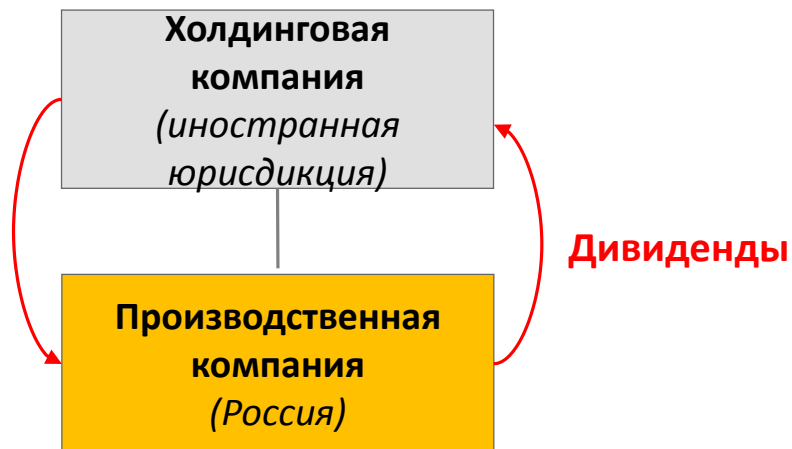 Холдинговая
компания
(иностранная
юрисдикция)
Дивиденды
Производственная
компания
(Россия)